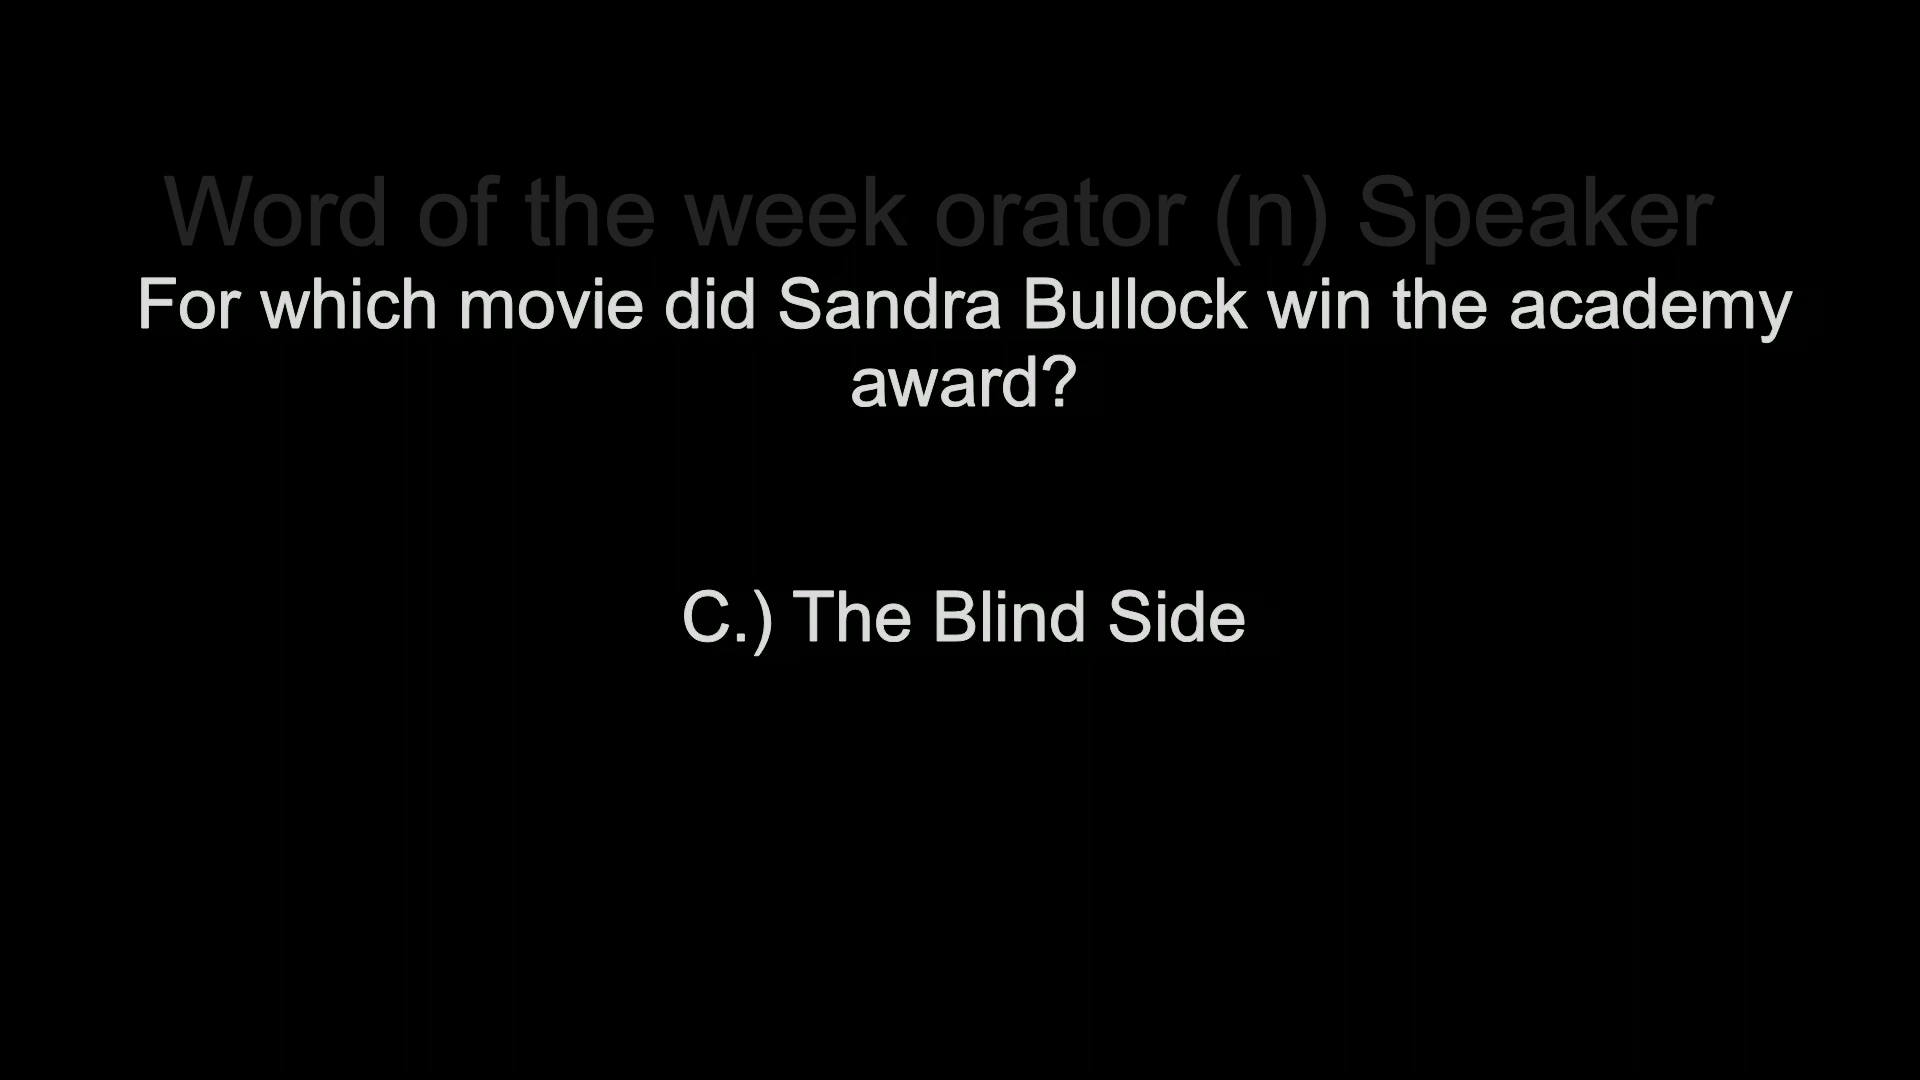 Word of the week orator (n) Speaker
For which movie did Sandra Bullock win the academy
award?
C.) The Blind Side